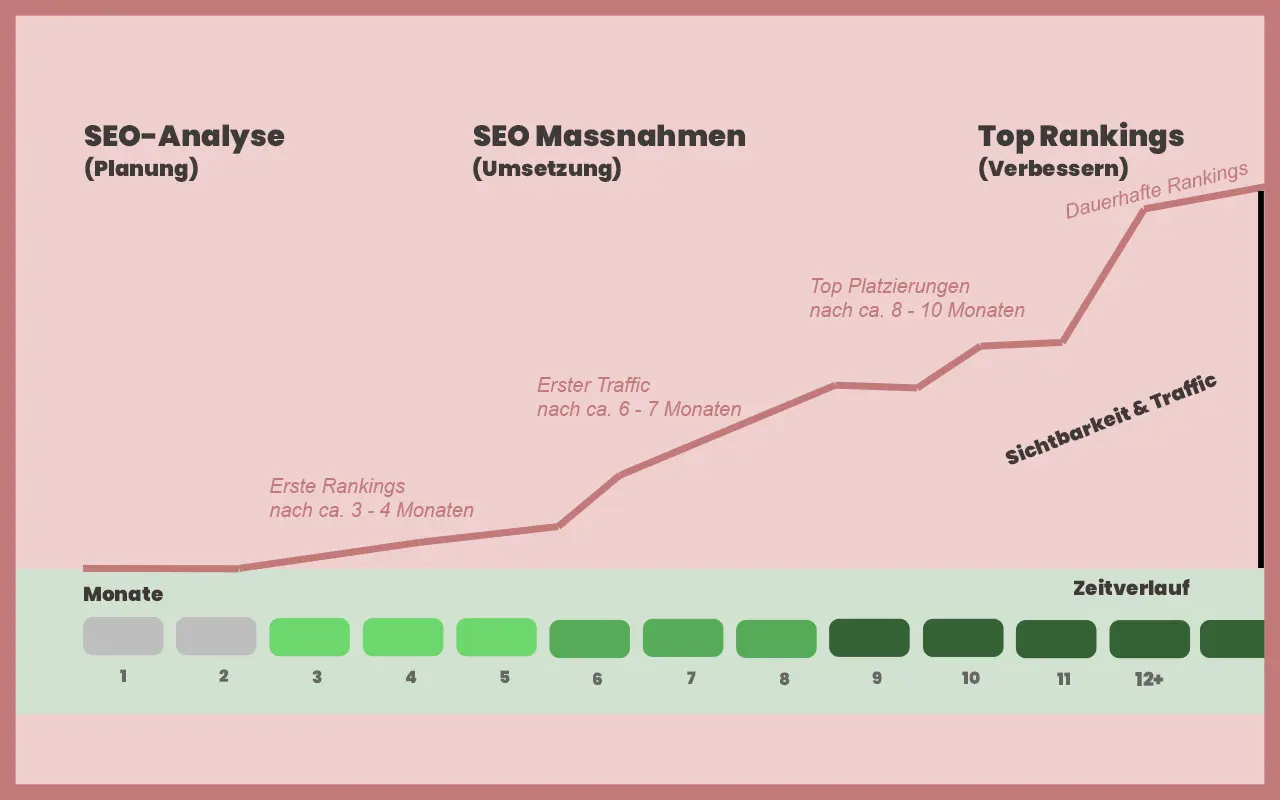 SEO-Analyse
(Planung)
SEO Massnahmen
(Umsetzung)
Top Rankings
(Verbessern)
Dauerhafte Rankings
Top Platzierungen
nach ca. 8 - 10 Monaten
Erster Traffic
nach ca. 6 - 7 Monaten
Sichtbarkeit & Traffic
Erste Rankings
nach ca. 3 - 4 Monaten
Monate
Zeitverlauf
1 2 3 4 5 6 7 8 9 10 11 12+